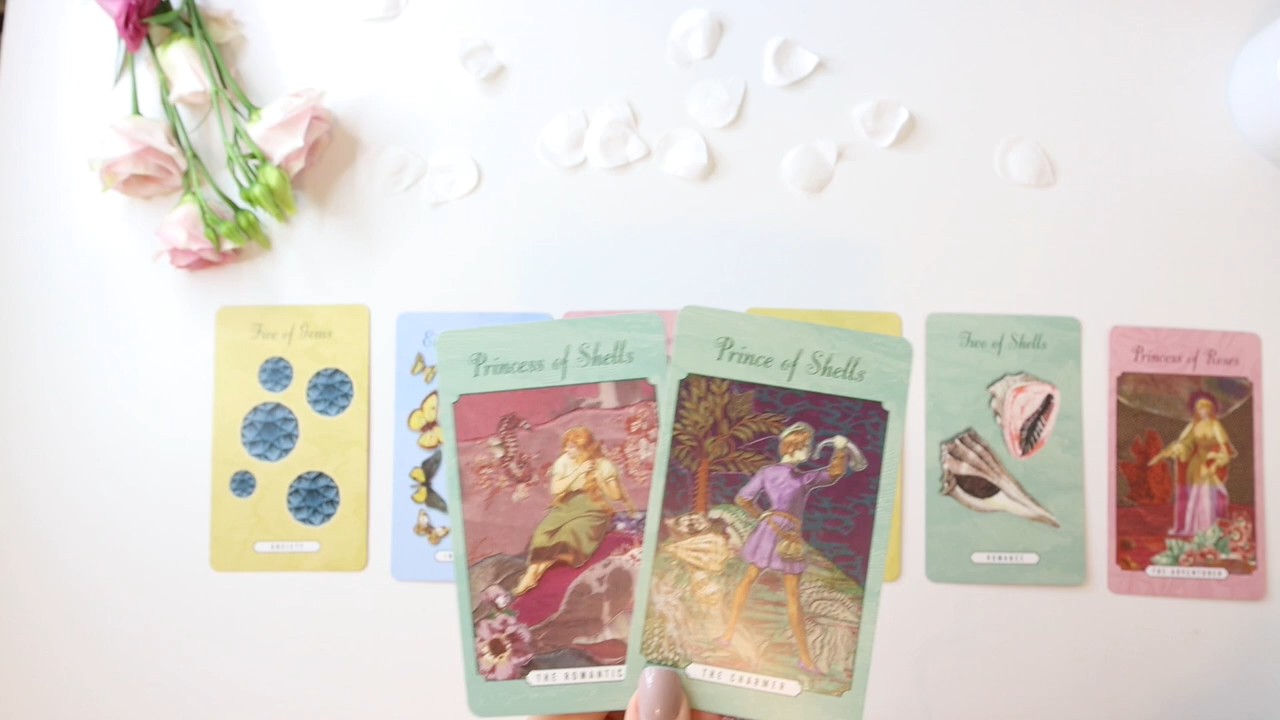 Five of Gems
ANXIETY
Princess of Shells
THE ROMANTIC
Prince of Shells
THE CHARMER
Two of Shells
ROMANCE
Princess of Roses
THE ADVENTURER